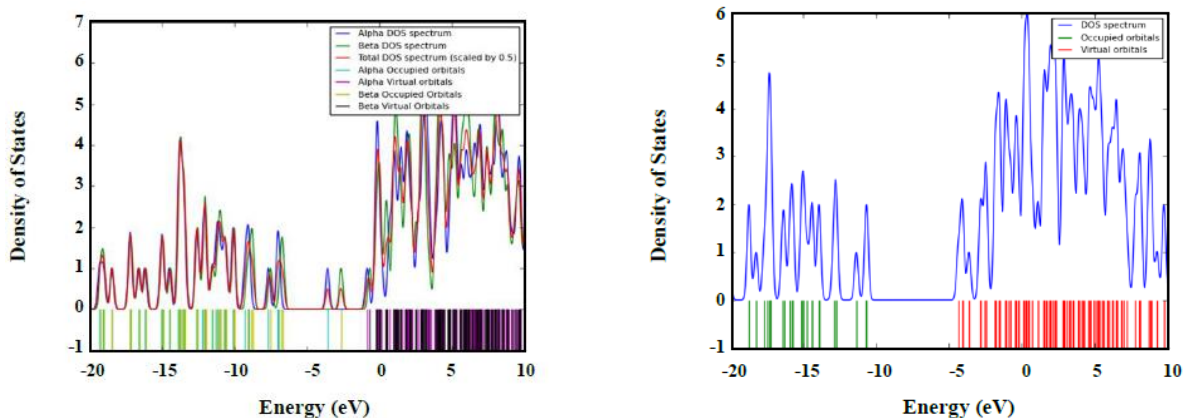 7
6
5
4
3
2
1
0
-1
Density of States
Alpha DOS spectrum
Beta DOS spectrum
Total DOS spectrum (scaled by 0.5)
Alpha Occupied orbitals
Alpha Virtual orbitals
Beta Occupied Orbitals
Beta Virtual Orbitals
-20 -15 -10 -5 0 5 10
Energy (eV)
6
5
4
3
2
1
0
-1
Density of States
DOS spectrum
Occupied orbitals
Virtual orbitals
-20 -15 -10 -5 0 5 10
Energy (eV)